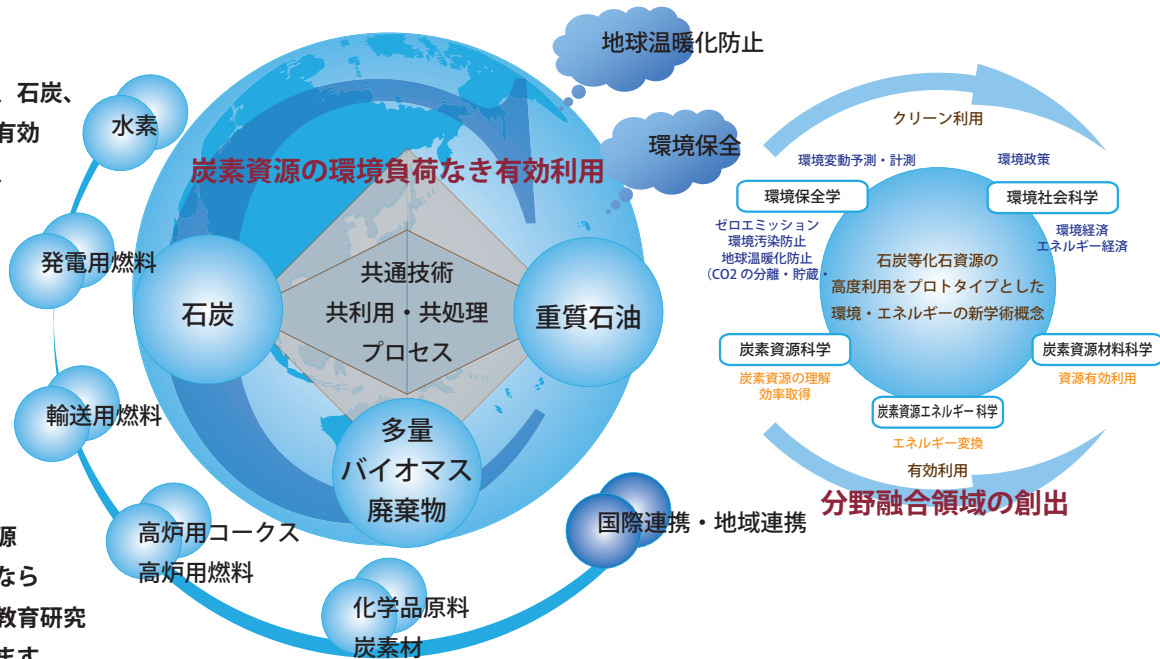 、石炭、
有効
源
なら
教育研究
ます
地球温暖化防止
環境保全
水素
炭素資源の環境負荷なき有効利用
発電用燃料
石炭
共通技術
共利用・共処理
プロセス
重質石油
輸送用燃料
多量
バイオマス
廃棄物
高炉用コークス
高炉用燃料
化学品原料
炭素材
国際連携・地域連携
クリーン利用
環境変動予測・計測
環境政策
環境保全学
環境社会科学
ゼロエミッション
環境汚染防止
地球温暖化防止
（CO2 の分離・貯蔵・
環境経済
エネルギー経済
石炭等化石資源の
高度利用をプロトタイプとした
環境・エネルギーの新学術概念
炭素資源科学
炭素資源材料科学
炭素資源の理解
効率取得
資源有効利用
炭素資源エネルギー科学
エネルギー変換
有効利用
分野融合領域の創出